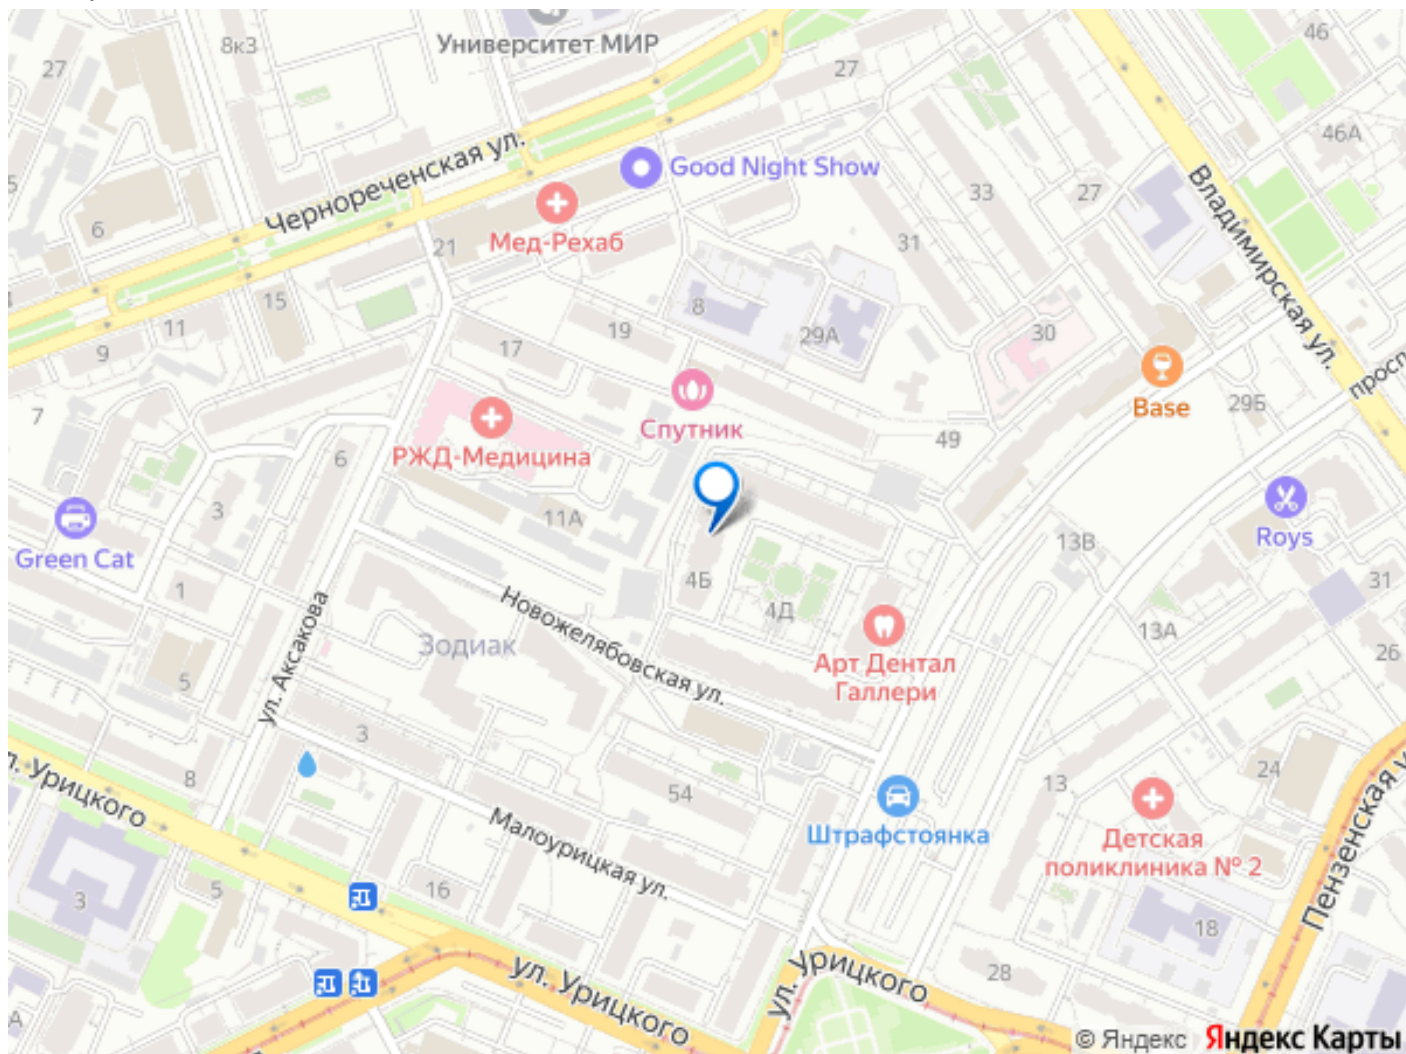 8к3
Университет МИР
27
27
46
46А
Чернореченская ул.
Good Night Show
Владимирская ул.
33
27
6
Мед-Рехаб
21
31
15
8
11
19
29А
30
9
17
просп
Base
29Б
7
Спутник
49
РЖД-Медицина
6
3
11А
Roys
Green Cat
13В
31
1
4Б
Новожелябовская ул.
4Д
13А
Зодиак
ул. Аксакова
Арт Дентал
Галлери
26
5
3
л. Урицкого
8
54
13
24
Штрафстоянка
Детская
поликлиника № 2
Малоурицкая ул.
Пензенская у
16
5
3
18
ул. Урицкого
ул. Урицкого
28
А
© Яндекс Яндекс Карты